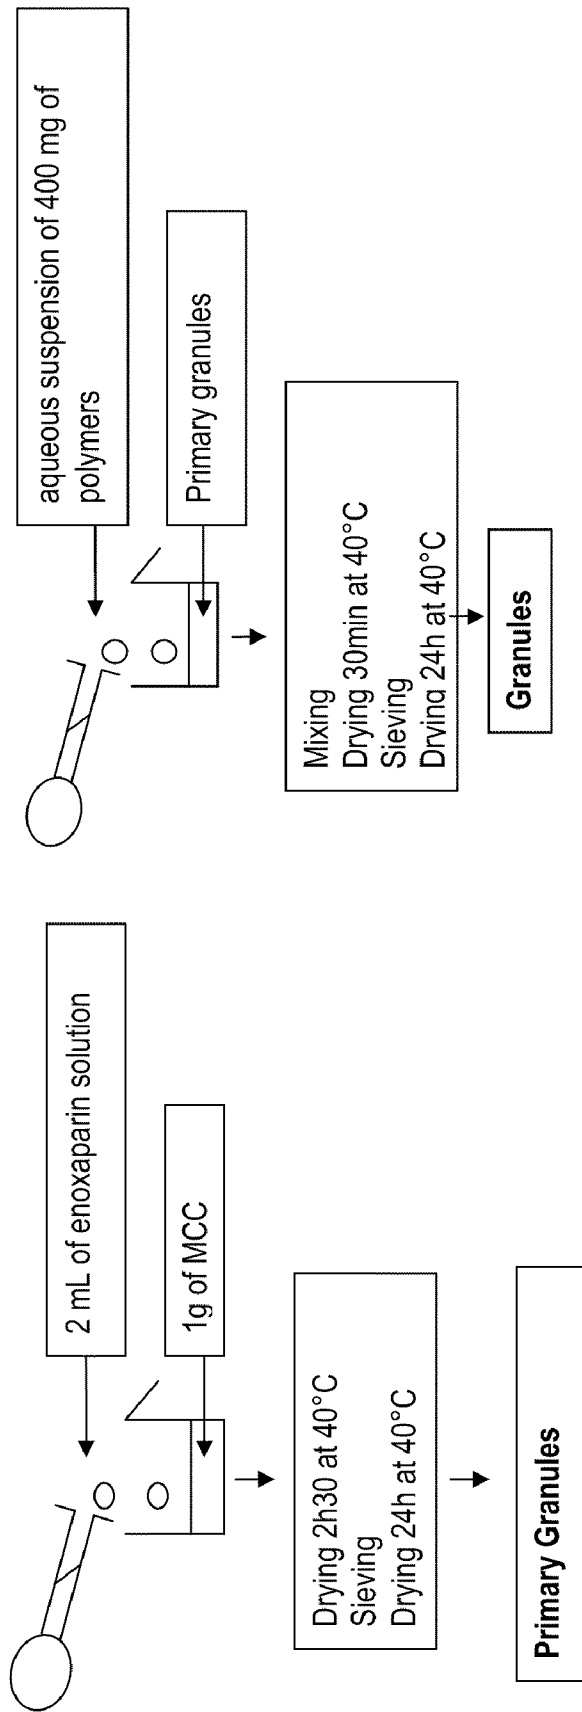 2 mL of enoxaparin solution
1g of MCC
Drying 2h30 at 40°C
Sieving
Drying 24h at 40°C
Primary Granules
aqueous suspension of 400 mg of
polymers
Primary granules
Mixing
Drying 30min at 40°C
Sieving
Drying 24h at 40°C
Granules